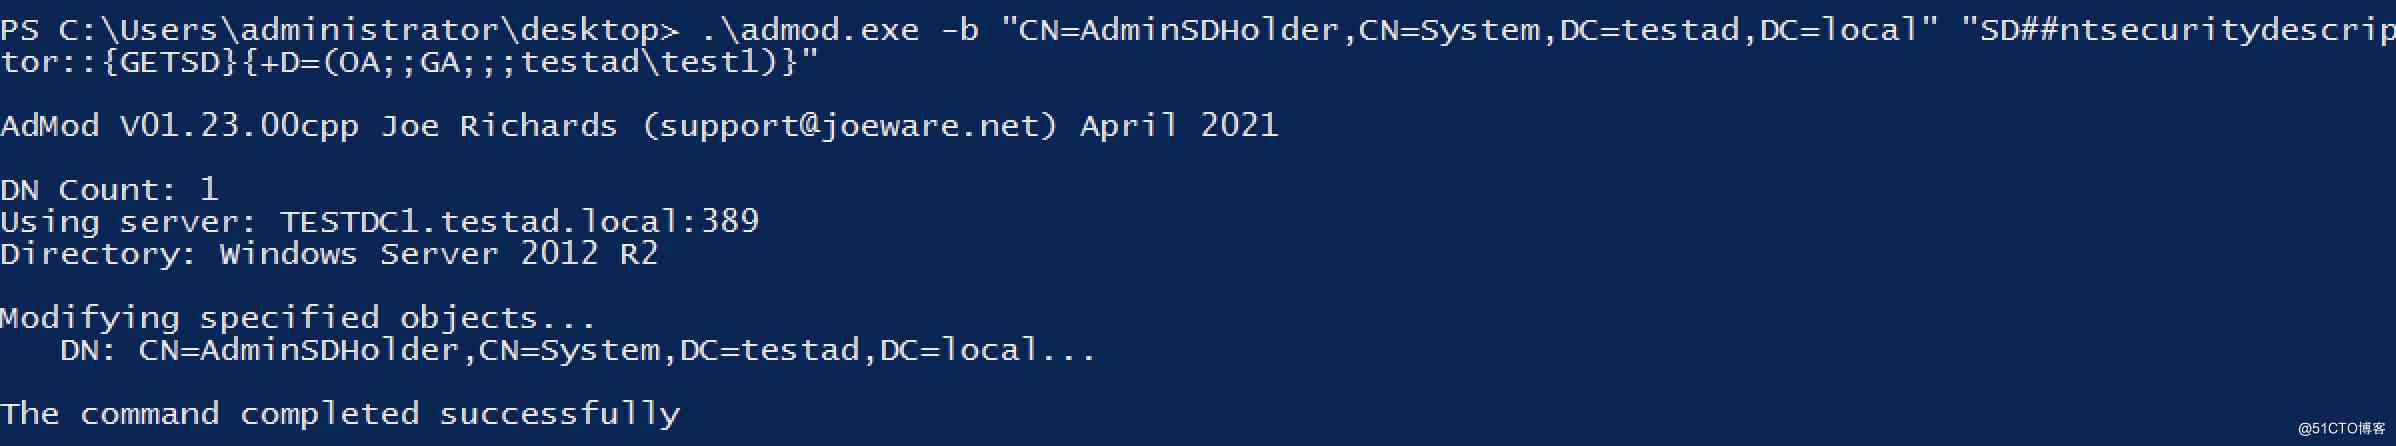 PS C:\Users\administrator\desktop> .\admod.exe -b "CN=AdminSDHolder,CN=System,DC=testad,DC=local" "SD##ntsecuritydescrip
tor::{GETSD}{+D=(OA;;GA;;;testad\test1)}"
AdMod V01.23.00cpp Joe Richards (support@joeware.net) April 2021
DN Count: 1
Using server: TESTDC1.testad.local:389
Directory: Windows Server 2012 R2
Modifying specified objects...
DN: CN=AdminSDHolder,CN=System,DC=testad,DC=local...
The command completed successfully
@51CTO博客